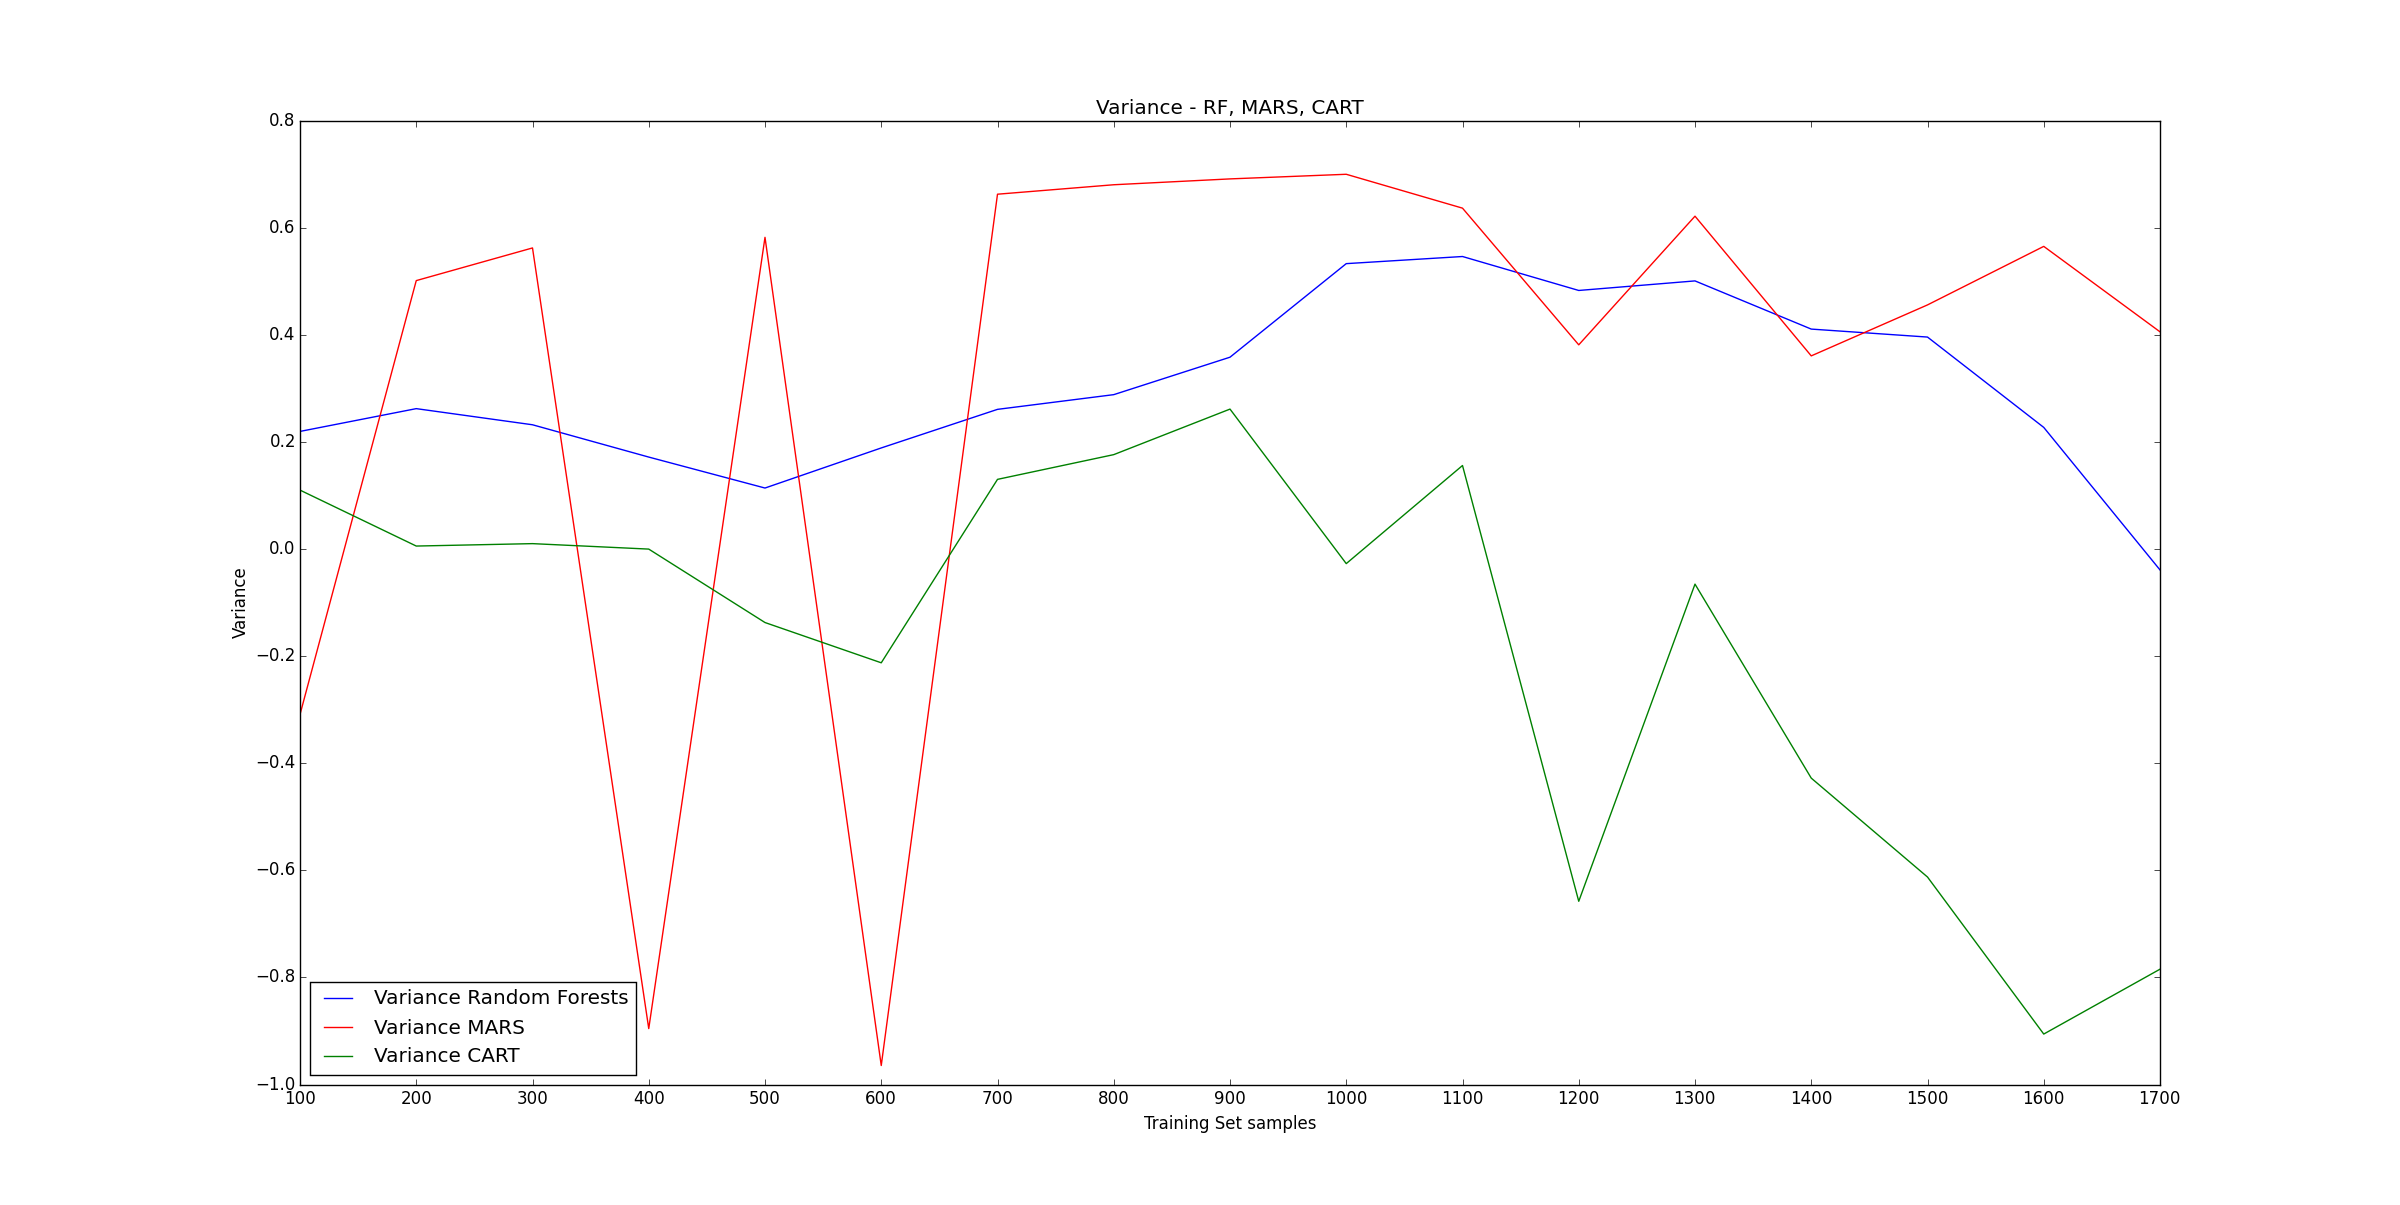 Variance - RF, MARS, CART
0.8
0.6
0.4
0.2
0.0
−0.2
−0.4
−0.6
−0.8
−1.0
Variance
Variance Random Forests
Variance MARS
Variance CART
100 200 300 400 500 600 700 800 900 1000 1100 1200 1300 1400 1500 1600 1700
Training Set samples